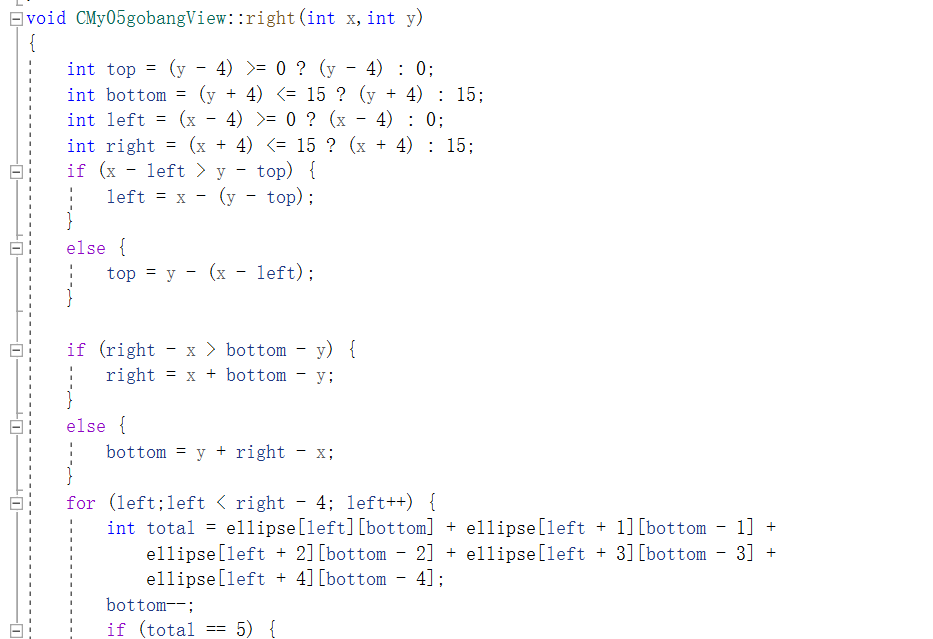 void CMy05gobangView::right(int x,int y)
{
    int top = (y - 4) >= 0 ? (y - 4) : 0;
    int bottom = (y + 4) <= 15 ? (y + 4) : 15;
    int left = (x - 4) >= 0 ? (x - 4) : 0;
    int right = (x + 4) <= 15 ? (x + 4) : 15;
    if (x - left > y - top) {
        left = x - (y - top);
    }
    else {
        top = y - (x - left);
    }

    if (right - x > bottom - y) {
        right = x + bottom - y;
    }
    else {
        bottom = y + right - x;
    }
    for (left;left < right - 4; left++) {
        int total = ellipse[left][bottom] + ellipse[left + 1][bottom - 1] +
            ellipse[left + 2][bottom - 2] + ellipse[left + 3][bottom - 3] +
            ellipse[left + 4][bottom - 4];
        bottom--;
        if (total == 5) {